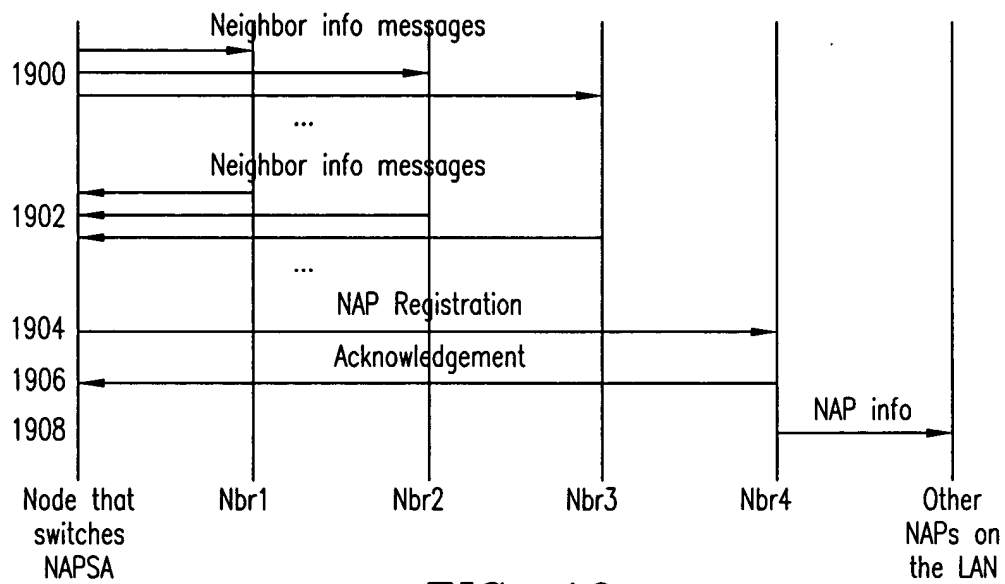 Neighbor info messages
1900
...
Neighbor info messages
1902
...
NAP Registration
1904
Acknowledgement
1906
NAP info
1908
Node that switches NAPSA
Nbr1
Nbr2
Nbr3
Nbr4
Other NAPs on the LAN